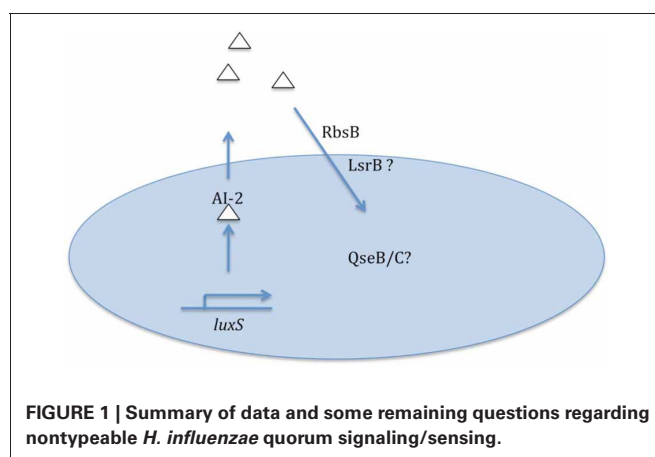 RbsB
LsrB ?
AI-2
QseB/C?
luxS
FIGURE 1 | Summary of data and some remaining questions regarding
nontypeable H. influenzae quorum signaling/sensing.